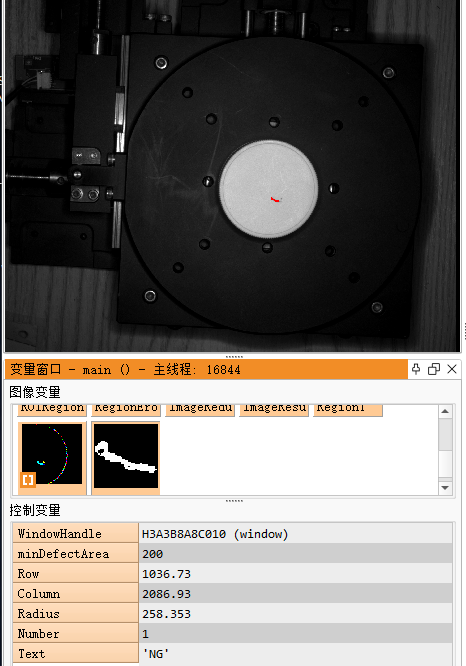 变量窗口 - main () - 主线程: 16844
图像变量
ROIRegion RegionEro ImageRedu ImageResu Region1
[]
控制变量
WindowHandle H3A3B8A8C010 (window)
minDefectArea 200
Row 1036.73
Column 2086.93
Radius 258.353
Number 1
Text 'NG'